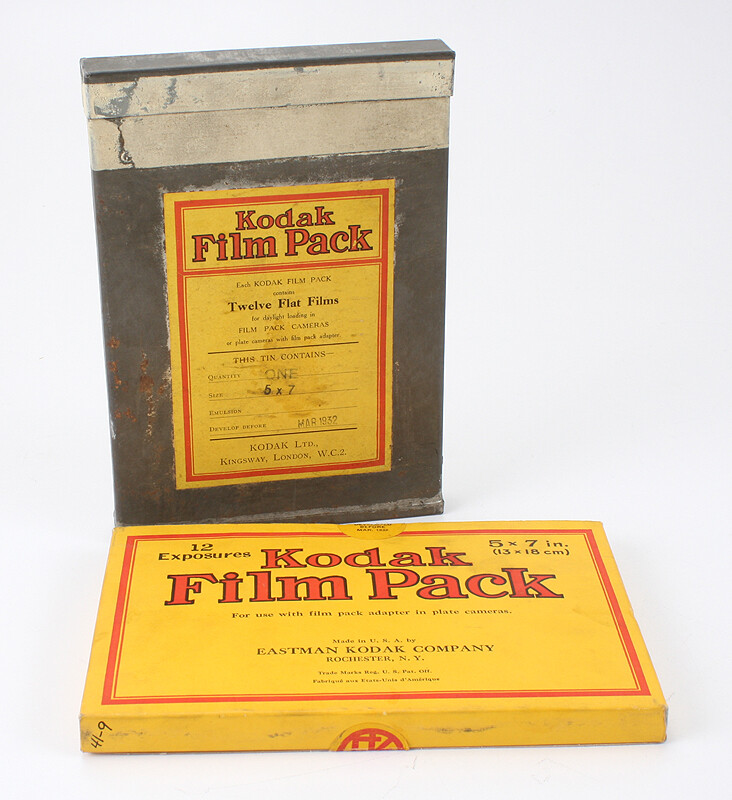 Kodak
Film Pack
Each KODAK FILM PACK
contains
Twelve Flat Films
for daylight loading in
FILM PACK CAMERAS
or plate cameras with film pack adapter.
THIS TIN CONTAINS—
QUANTITY ONE
SIZE 5 x 7
EMULSION
DEVELOP BEFORE MAR 1932
KODAK LTD.,
KINGSWAY, LONDON, W.C.2.
BEFORE
12
Exposures
5 x 7 in.
(13 x 18 cm)
Kodak
Film Pack
For use with film pack adapter in plate cameras.
Made in U. S. A. by
EASTMAN KODAK COMPANY
ROCHESTER, N. Y.
Trade Marks Reg. U. S. Pat. Off.
Fabriqué aux États-Unis d'Amérique
41-9